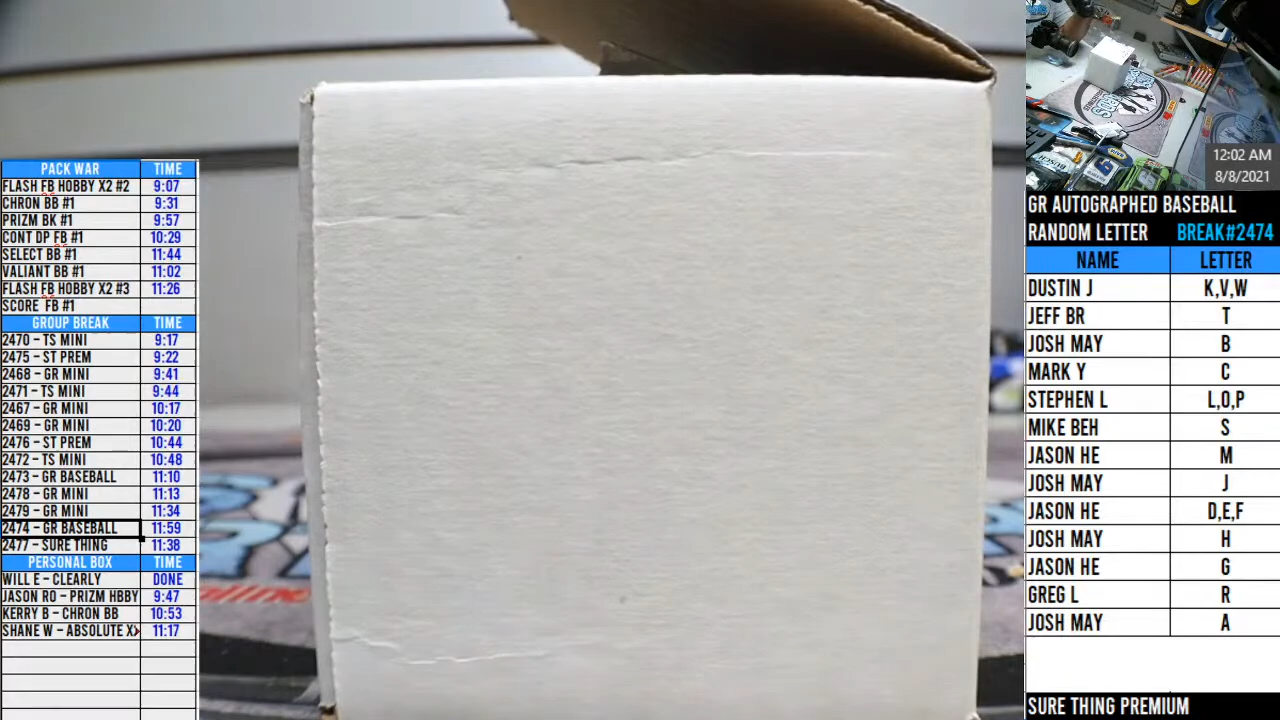 PACK WAR TIME
FLASH FB HOBBY X2 #2 9:07
CHRON BB #1 9:31
PRIZM BK #1 9:57
CONT DP FB #1 10:29
SELECT BB #1 11:44
VALIANT BB #1 11:02
FLASH FB HOBBY X2 #3 11:26
SCORE FB #1
GROUP BREAK TIME
2470 – TS MINI 9:17
2475 – ST PREM 9:22
2468 – GR MINI 9:41
2471 – TS MINI 9:44
2467 – GR MINI 10:17
2469 – GR MINI 10:20
2476 – ST PREM 10:44
2472 – TS MINI 10:48
2473 – GR BASEBALL 11:10
2478 – GR MINI 11:13
2479 – GR MINI 11:34
2474 – GR BASEBALL 11:59
2477 – SURE THING 11:38
PERSONAL BOX TIME
WILL E – CLEARLY DONE
JASON RO – PRIZM HBBY 9:47
KERRY B – CHRON BB 10:53
SHANE W – ABSOLUTE X 11:17
online
BUSCH
12:02 AM
8/8/2021
GR AUTOGRAPHED BASEBALL
RANDOM LETTER BREAK#2474
NAME LETTER
DUSTIN J K,V,W
JEFF BR T
JOSH MAY B
MARK Y C
STEPHEN L L,O,P
MIKE BEH S
JASON HE M
JOSH MAY J
JASON HE D,E,F
JOSH MAY H
JASON HE G
GREG L R
JOSH MAY A
SURE THING PREMIUM